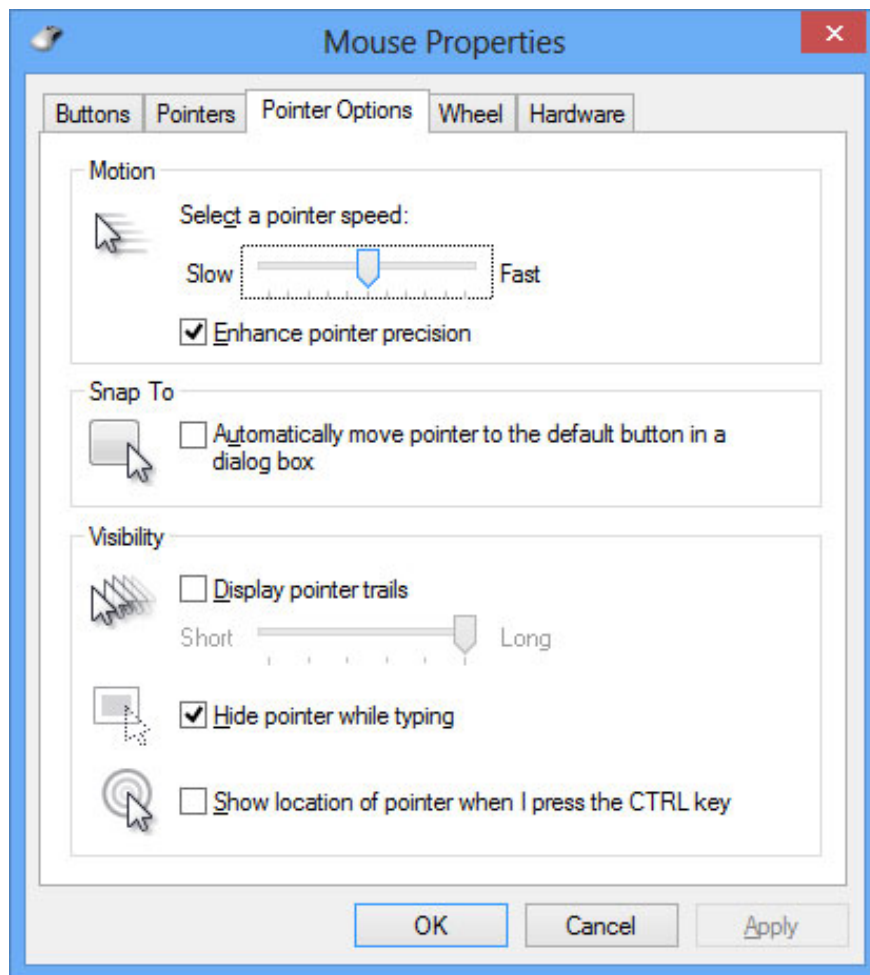 Mouse Properties
Buttons Pointers Pointer Options Wheel Hardware
Motion
Select a pointer speed:
Slow Fast
Enhance pointer precision
Snap To
Automatically move pointer to the default button in a
dialog box
Visibility
Display pointer trails
Short Long
Hide pointer while typing
Show location of pointer when I press the CTRL key
OK Cancel Apply